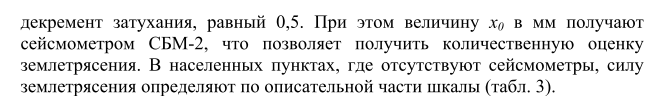 декремент затухания, равный 0,5. При этом величину x₀ в мм получают
сейсмометром СБМ-2, что позволяет получить количественную оценку
землетрясения. В населенных пунктах, где отсутствуют сейсмометры, силу
землетрясения определяют по описательной части шкалы (табл. 3).